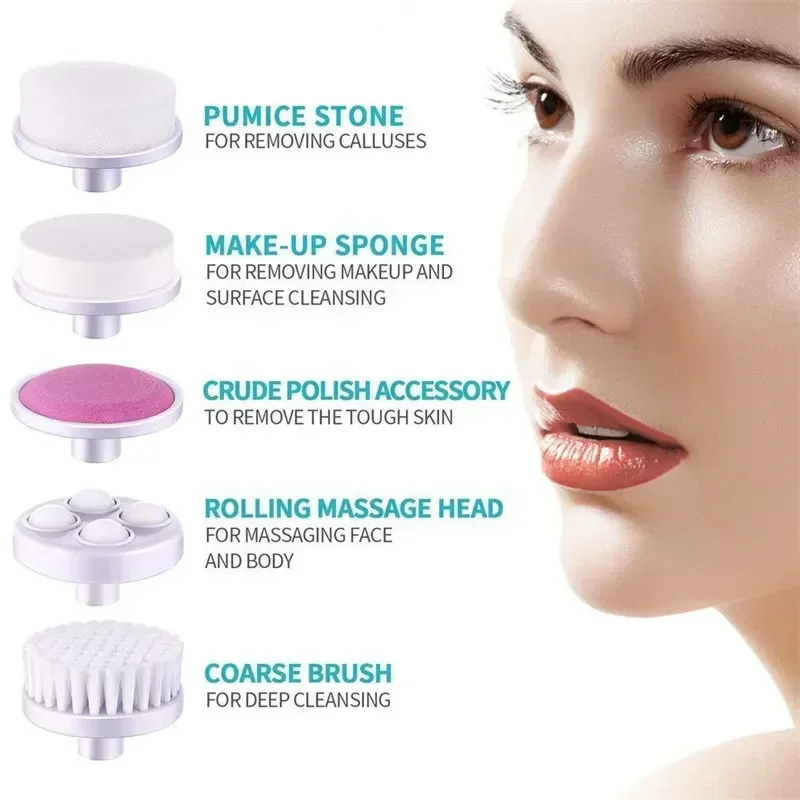 PUMICE STONE
FOR REMOVING CALLUSES
MAKE-UP SPONGE
FOR REMOVING MAKEUP AND
SURFACE CLEANSING
CRUDE POLISH ACCESSORY
TO REMOVE THE TOUGH SKIN
ROLLING MASSAGE HEAD
FOR MASSAGING FACE
AND BODY
COARSE BRUSH
FOR DEEP CLEANSING